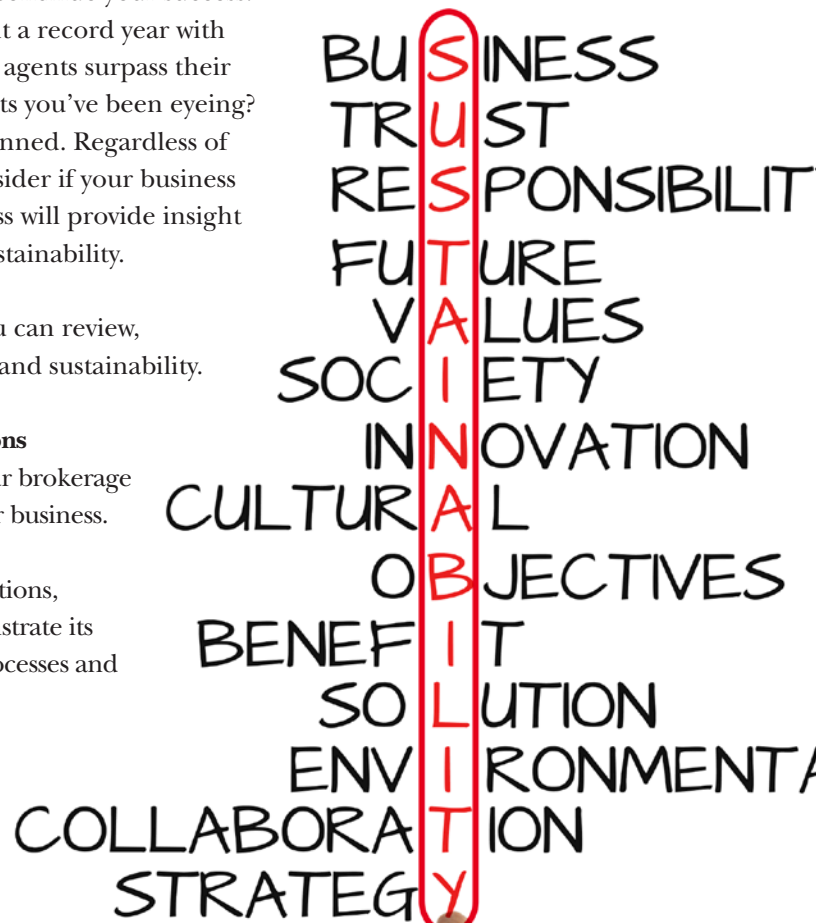 your success.
a record year with
agents surpass their
ts you've been eyeing?
nned. Regardless of
sider if your business
ss will provide insight
stainability.
u can review,
and sustainability.
ons
r brokerage
r business.
tions,
strate its
ocesses and
BUSINESS
TRUST
RESPONSIBILIT
FUTURE
VALUES
SOCIETY
INNOVATION
CULTURAL
OBJECTIVES
BENEFIT
SOLUTION
ENVIRONMENTA
COLLABORATION
STRATEGY